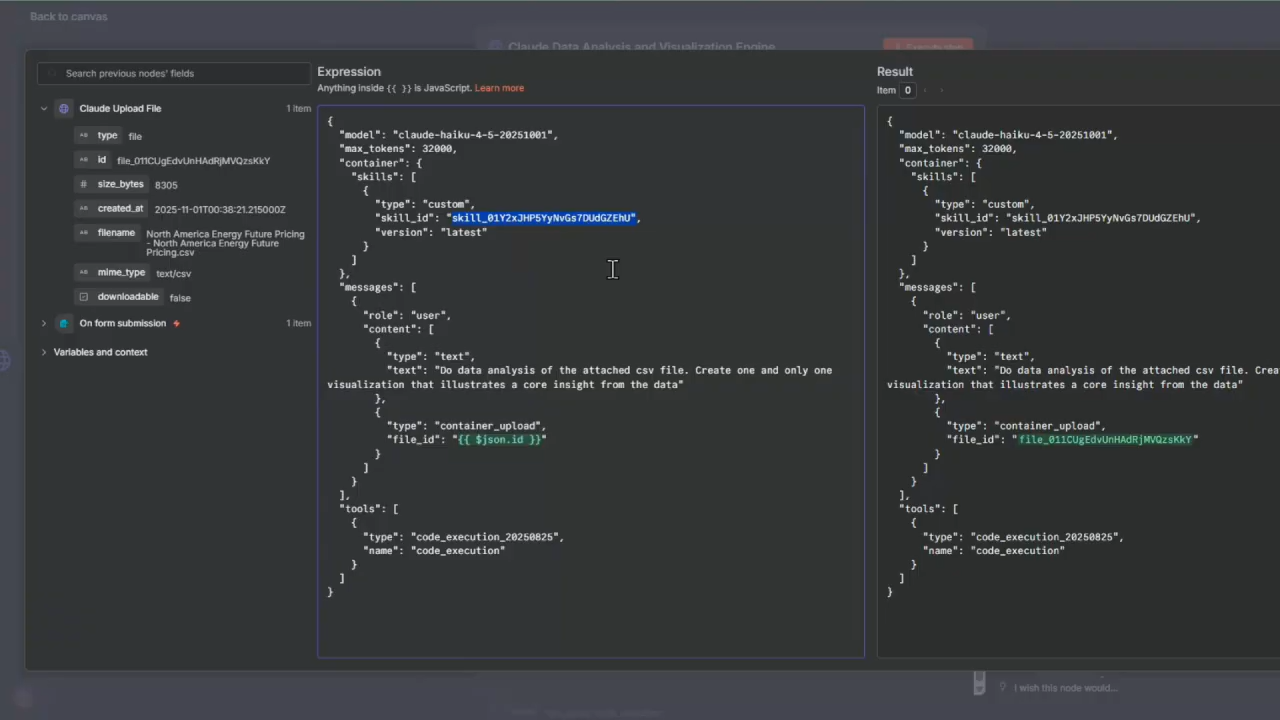 Back to canvas
Claude Data Analysis and Visualization Engine
Execute step
Search previous nodes' fields
Claude Upload File
1 item
AB type file
AB id file_011CUgEdvUnHAdRjMVQzsKkY
# size_bytes 8305
AB created_at 2025-11-01T00:38:21.215000Z
AB filename North America Energy Future Pricing
- North America Energy Future
Pricing.csv
AB mime_type text/csv
downloadable false
On form submission
1 item
Variables and context
Expression
Anything inside {{ }} is JavaScript. Learn more
{
"model": "claude-haiku-4-5-20251001",
"max_tokens": 32000,
"container": {
"skills": [
{
"type": "custom",
"skill_id": "skill_01Y2xJHP5YyNvGs7DUdGZEhU",
"version": "latest"
}
]
},
"messages": [
{
"role": "user",
"content": [
{
"type": "text",
"text": "Do data analysis of the attached csv file. Create one and only one
visualization that illustrates a core insight from the data"
},
{
"type": "container_upload",
"file_id": "{{ $json.id }}"
}
]
}
],
"tools": [
{
"type": "code_execution_20250825",
"name": "code_execution"
}
]
}
Result
Item 0
{
"model": "claude-haiku-4-5-20251001",
"max_tokens": 32000,
"container": {
"skills": [
{
"type": "custom",
"skill_id": "skill_01Y2xJHP5YyNvGs7DUdGZEhU",
"version": "latest"
}
]
},
"messages": [
{
"role": "user",
"content": [
{
"type": "text",
"text": "Do data analysis of the attached csv file. Crea
visualization that illustrates a core insight from the data"
},
{
"type": "container_upload",
"file_id": "file_011CUgEdvUnHAdRjMVQzsKkY"
}
]
}
],
"tools": [
{
"type": "code_execution_20250825",
"name": "code_execution"
}
]
}
I wish this node would...